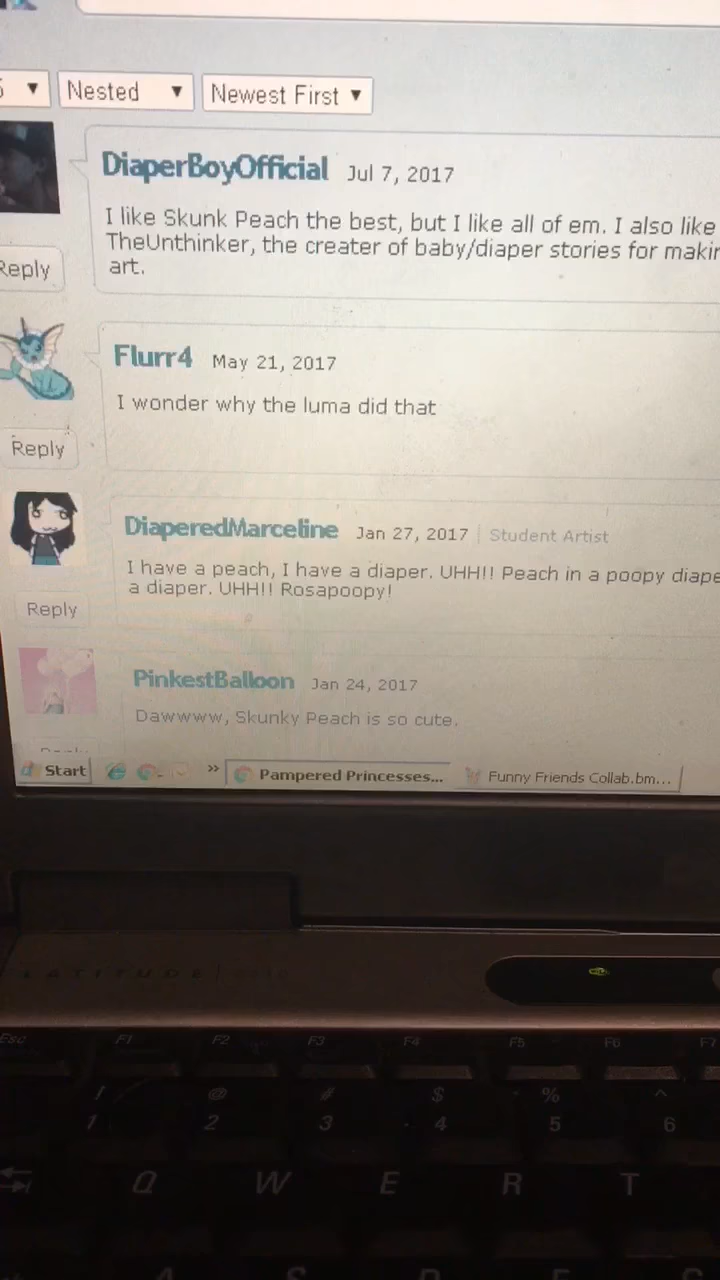 Nested ▼ Newest First ▼
DiaperBoyOfficial Jul 7, 2017
I like Skunk Peach the best, but I like all of em. I also like
TheUnthinker, the creater of baby/diaper stories for
art.
Reply
Flurr4 May 21, 2017
I wonder why the luma did that
Reply
DiaperedMarceline Jan 27, 2017 | Student Artist
I have a peach, I have a diaper. UHH!! Peach in a poopy
a diaper. UHH!! Rosapoopy!
Reply
PinkestBalloon Jan 24, 2017
Dawwww, Skunky Peach is so cute.
Start » Pampered Princesses... Funny Friends Collab.bm...
LATITUDE
Esc F1 F2 F3 F4 F5 F6 F7
! @ # $ % ^
1 2 3 4 5 6
Q W E R T